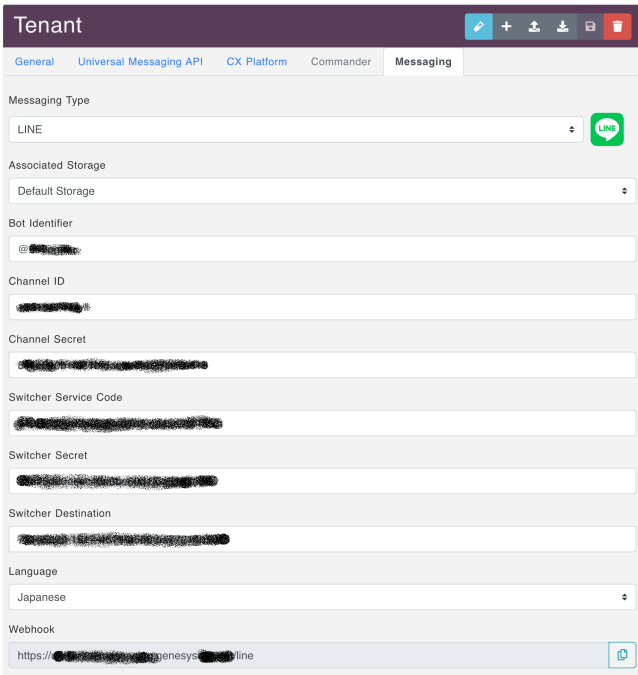 Tenant
General Universal Messaging API CX Platform Commander Messaging
Messaging Type
LINE
LINE
Associated Storage
Default Storage
Bot Identifier
@
Channel ID
Channel Secret
Switcher Service Code
Switcher Secret
Switcher Destination
Language
Japanese
Webhook
https:// genesys /line